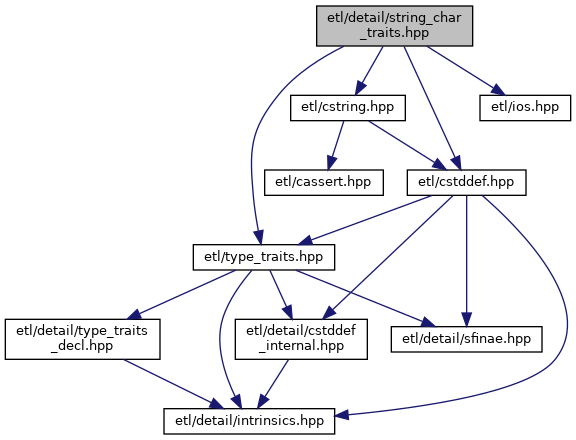 etl/detail/string_char
_traits.hpp
etl/cstring.hpp
etl/ios.hpp
etl/cassert.hpp
etl/cstddef.hpp
etl/type_traits.hpp
etl/detail/type_traits
_decl.hpp
etl/detail/cstddef
_internal.hpp
etl/detail/sfinae.hpp
etl/detail/intrinsics.hpp